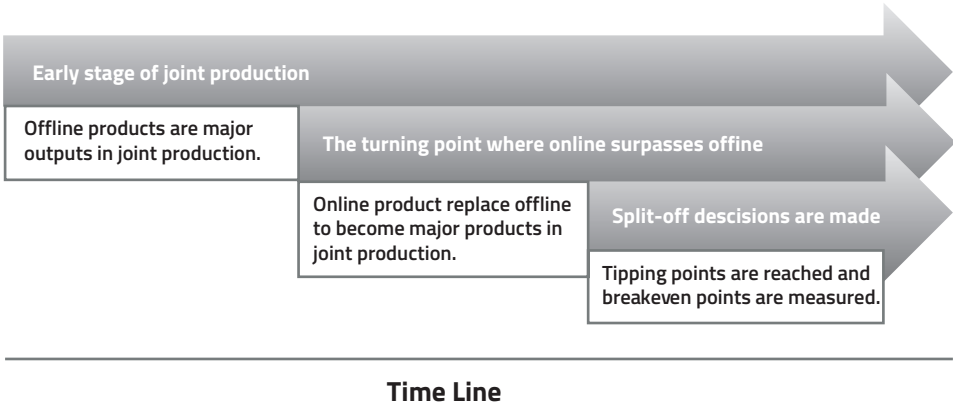 Early stage of joint production
Offline products are major
outputs in joint production.
The turning point where online surpasses offine
Online product replace offline
to become major products in
joint production.
Split-off descisions are made
Tipping points are reached and
breakeven points are measured.
Time Line